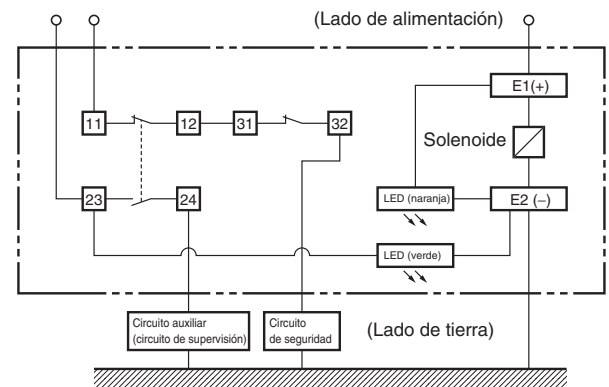 (Lado de alimentación)
E1(+)
11
12
31
32
Solenoide
23
24
LED (naranja)
E2 (−)
LED (verde)
Circuito auxiliar
(circuito de supervisión)
Circuito
de seguridad
(Lado de tierra)